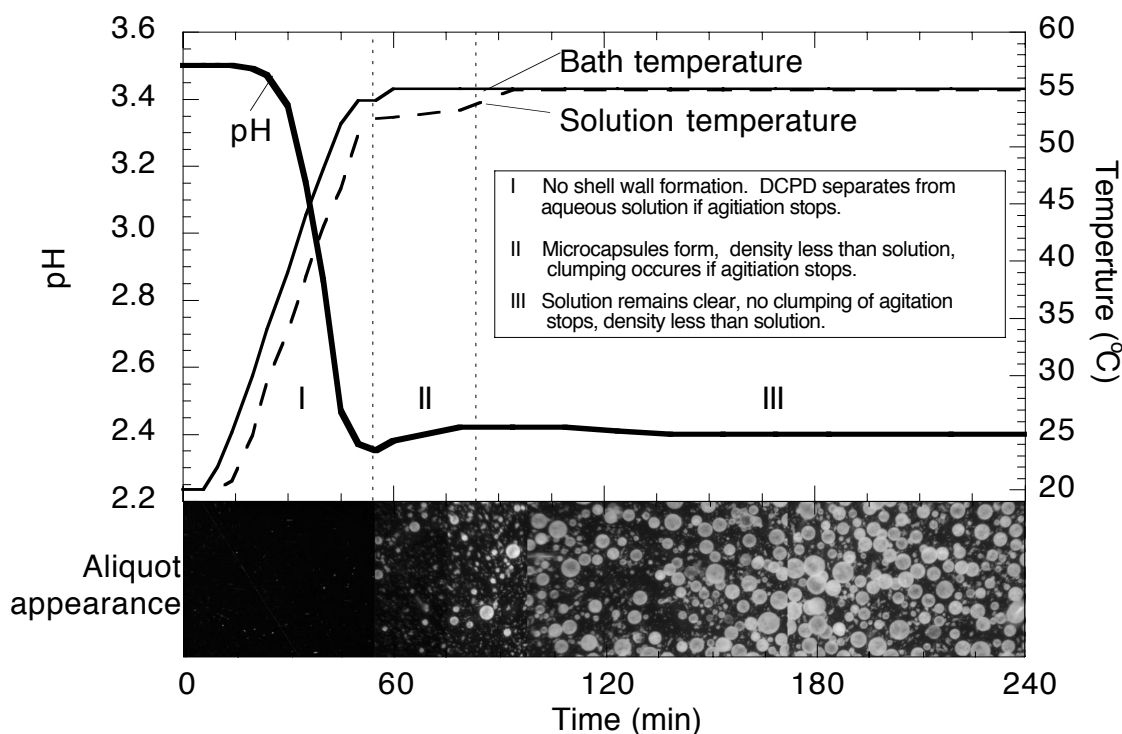 3.6
3.4
3.2
3.0
2.8
2.6
2.4
2.2
pH
60
55
50
45
40
35
30
25
20
Temperture (ºC)
Bath temperature
Solution temperature
pH
I No shell wall formation. DCPD separates from
aqueous solution if agitiation stops.
II Microcapsules form, density less than solution,
clumping occures if agitiation stops.
III Solution remains clear, no clumping of agitation
stops, density less than solution.
I
II
III
Aliquot
appearance
0
60
120
180
240
Time (min)